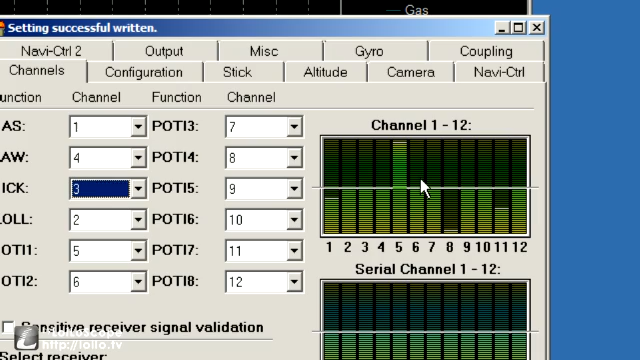 Gas
Setting successful written.
Navi-Ctrl 2 Output Misc Gyro Coupling
Channels Configuration Stick Altitude Camera Navi-Ctrl
unction Channel Function Channel
AS: 1 POTI3: 7 Channel 1 - 12:
AW: 4 POTI4: 8
ICK: 3 POTI5: 9
OLL: 2 POTI6: 10
OTI1: 5 POTI7: 11
1 2 3 4 5 6 7 8 9 10 11 12
OTI2: 6 POTI8: 12
Serial Channel 1 - 12:
Sensitive receiver signal validation
http://lollo.tv
Select receiver: